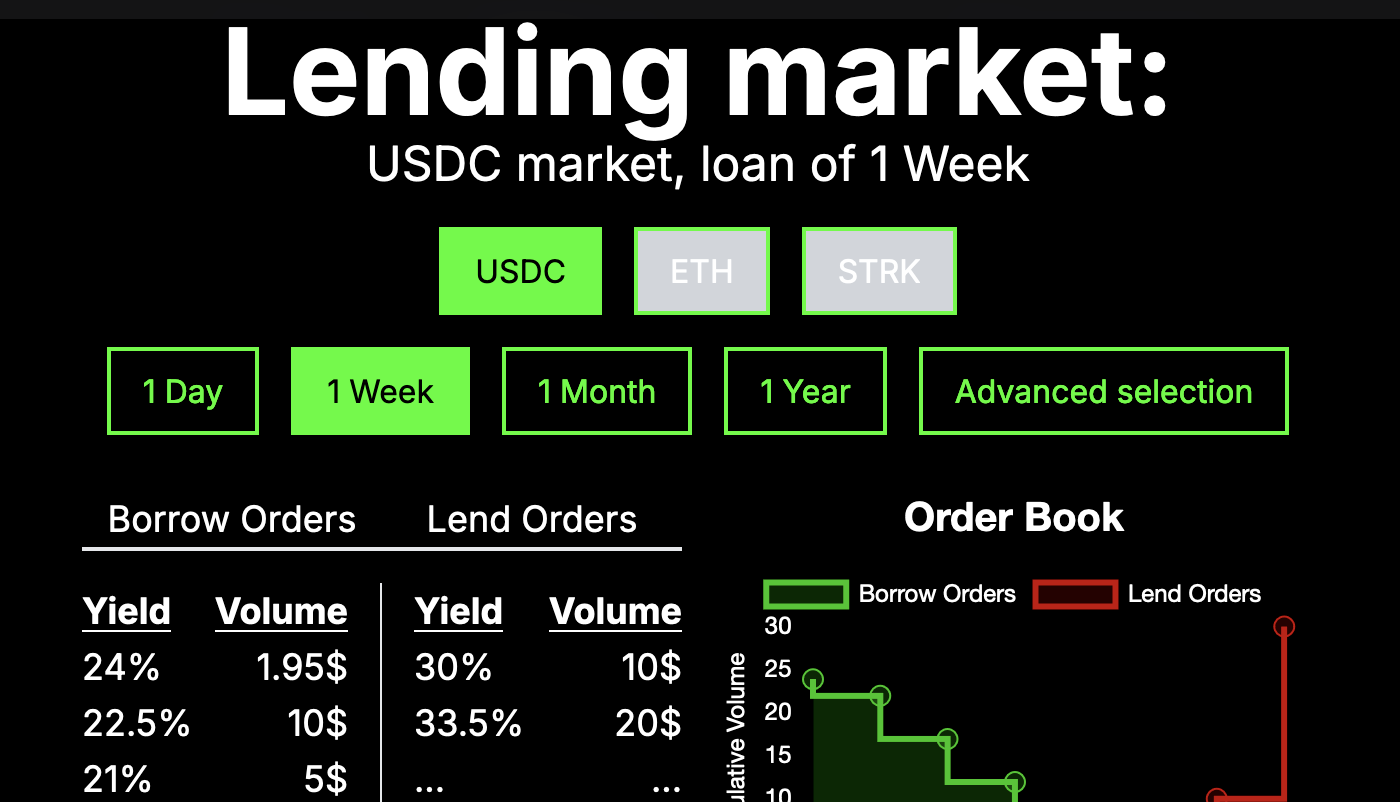 Lending market:
USDC market, loan of 1 Week
USDC ETH STRK
1 Day 1 Week 1 Month 1 Year Advanced selection
Borrow Orders Lend Orders
Yield Volume Yield Volume
24% 1.95$ 30% 10$
22.5% 10$ 33.5% 20$
21% 5$ ... ...
Order Book
Borrow Orders Lend Orders
30
25
20
15
10
Volume